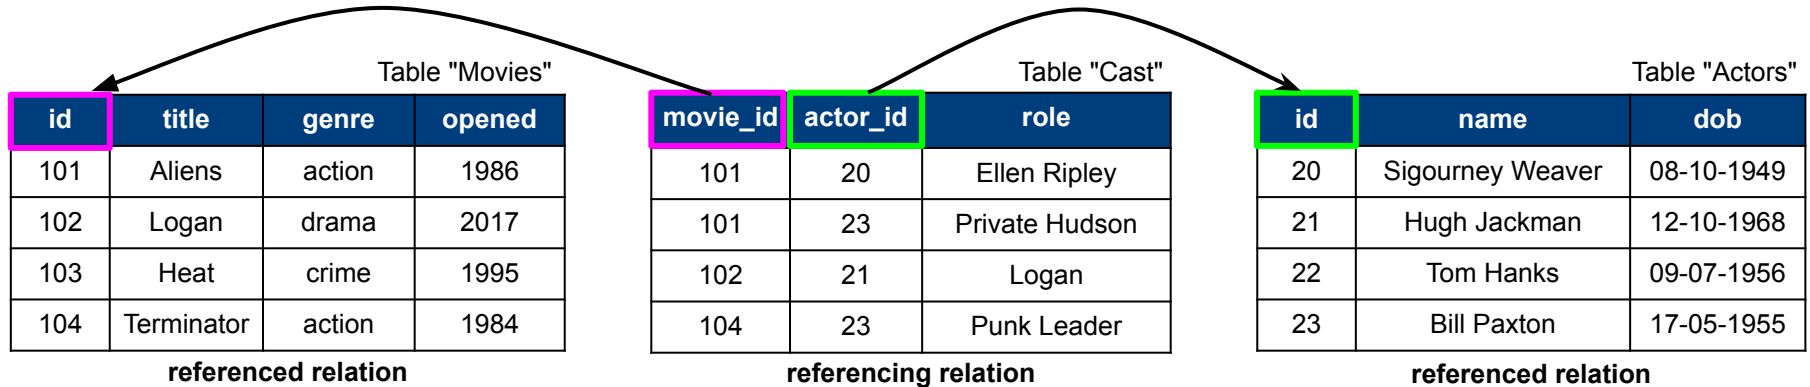 Table "Movies"
id title genre opened
101 Aliens action 1986
102 Logan drama 2017
103 Heat crime 1995
104 Terminator action 1984
referenced relation
Table "Cast"
movie_id actor_id role
101 20 Ellen Ripley
101 23 Private Hudson
102 21 Logan
104 23 Punk Leader
referencing relation
Table "Actors"
id name dob
20 Sigourney Weaver 08-10-1949
21 Hugh Jackman 12-10-1968
22 Tom Hanks 09-07-1956
23 Bill Paxton 17-05-1955
referenced relation